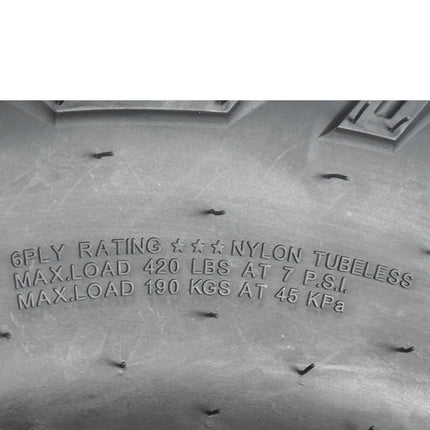 6PLY RATING ☆☆☆ NYLON TUBELESS
MAX.LOAD 420 LBS AT 7 P.S.I.
MAX.LOAD 190 KGS AT 45 KPa